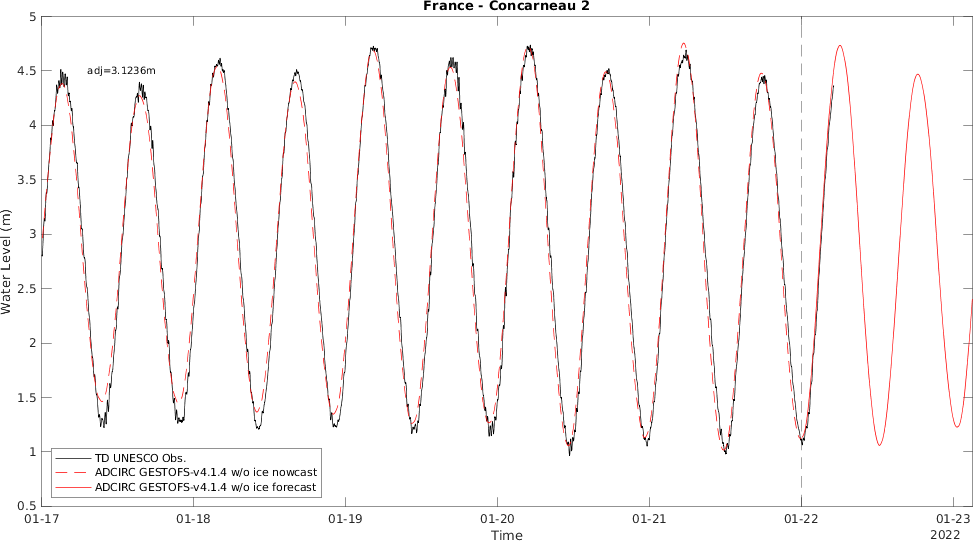 France - Concarneau 2
adj=3.1236m
5
4.5
4
3.5
3
2.5
2
1.5
1
0.5
Water Level (m)
TD UNESCO Obs.
ADCIRC GESTOFS-v4.1.4 w/o ice nowcast
ADCIRC GESTOFS-v4.1.4 w/o ice forecast
01-17 01-18 01-19 01-20 01-21 01-22 01-23
Time
2022